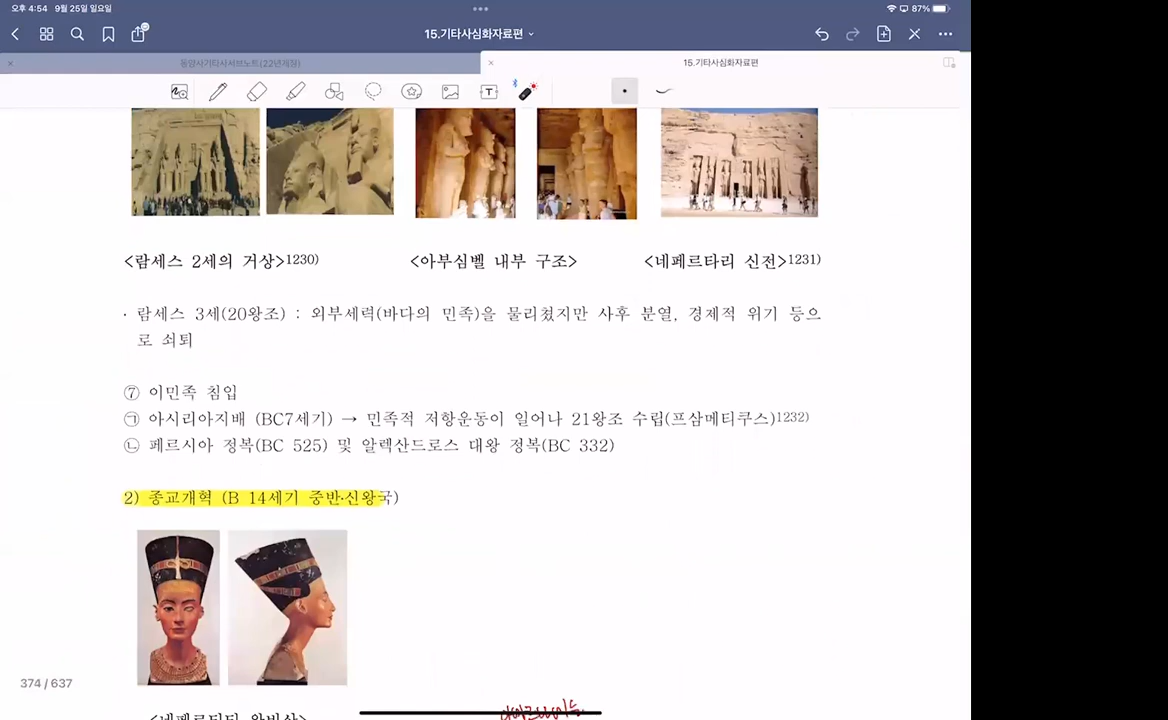 오후 4:54 9월 25일 일요일
87%
15.기타사심화자료편
동양사기타사서브노트(22년개정)
15.기타사심화자료편
<람세스 2세의 거상>1230)
<아부심벨 내부 구조>
<네페르타리 신전>1231)
· 람세스 3세(20왕조) : 외부세력(바다의 민족)을 물리쳤지만 사후 분열, 경제적 위기 등으
로 쇠퇴
⑦ 이민족 침입
㉠ 아시리아지배 (BC7세기) → 민족적 저항운동이 일어나 21왕조 수립(프삼메티쿠스)1232)
㉡ 페르시아 정복(BC 525) 및 알렉산드로스 대왕 정복(BC 332)
2) 종교개혁 (B 14세기 중반·신왕국)
374 / 637